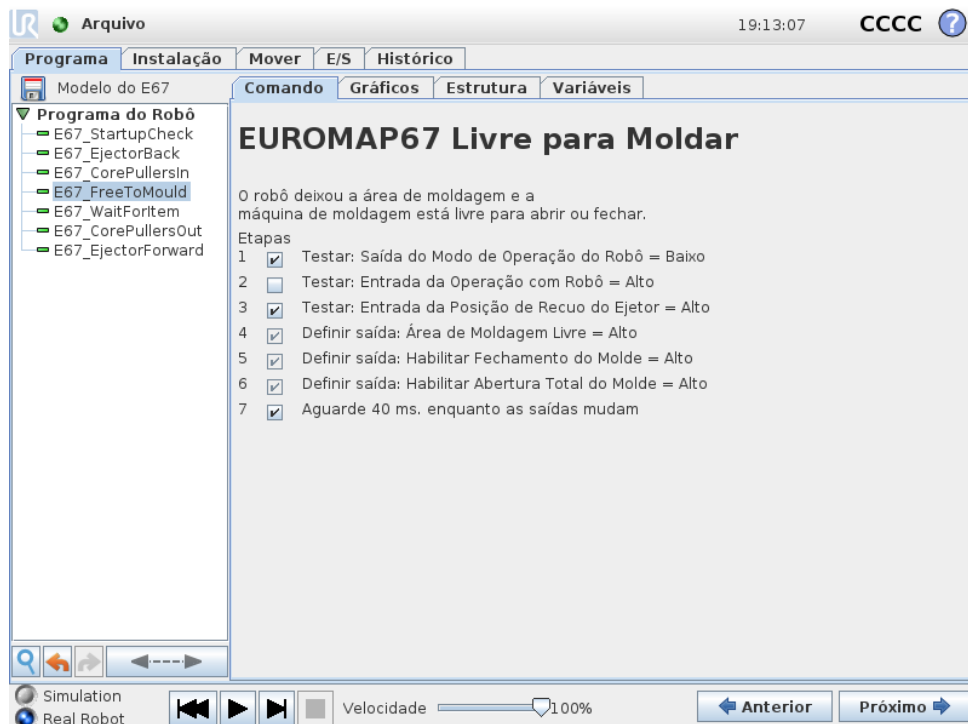 UR Arquivo 19:13:07 CCCC ?
Programa Instalação Mover E/S Histórico
Modelo do E67
Comando Gráficos Estrutura Variáveis
Programa do Robô
E67_StartupCheck
E67_EjectorBack
E67_CorePullersIn
E67_FreeToMould
E67_WaitForItem
E67_CorePullersOut
E67_EjectorForward
EUROMAP67 Livre para Moldar
O robô deixou a área de moldagem e a
máquina de moldagem está livre para abrir ou fechar.
Etapas
1 Testar: Saída do Modo de Operação do Robô = Baixo
2 Testar: Entrada da Operação com Robô = Alto
3 Testar: Entrada da Posição de Recuo do Ejetor = Alto
4 Definir saída: Área de Moldagem Livre = Alto
5 Definir saída: Habilitar Fechamento do Molde = Alto
6 Definir saída: Habilitar Abertura Total do Molde = Alto
7 Aguarde 40 ms. enquanto as saídas mudam
Simulation
Real Robot
Velocidade 100%
Anterior
Próximo